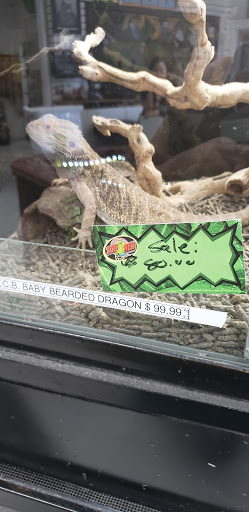 Sale:
80.00
C.B. BABY BEARDED DRAGON $ 99.99